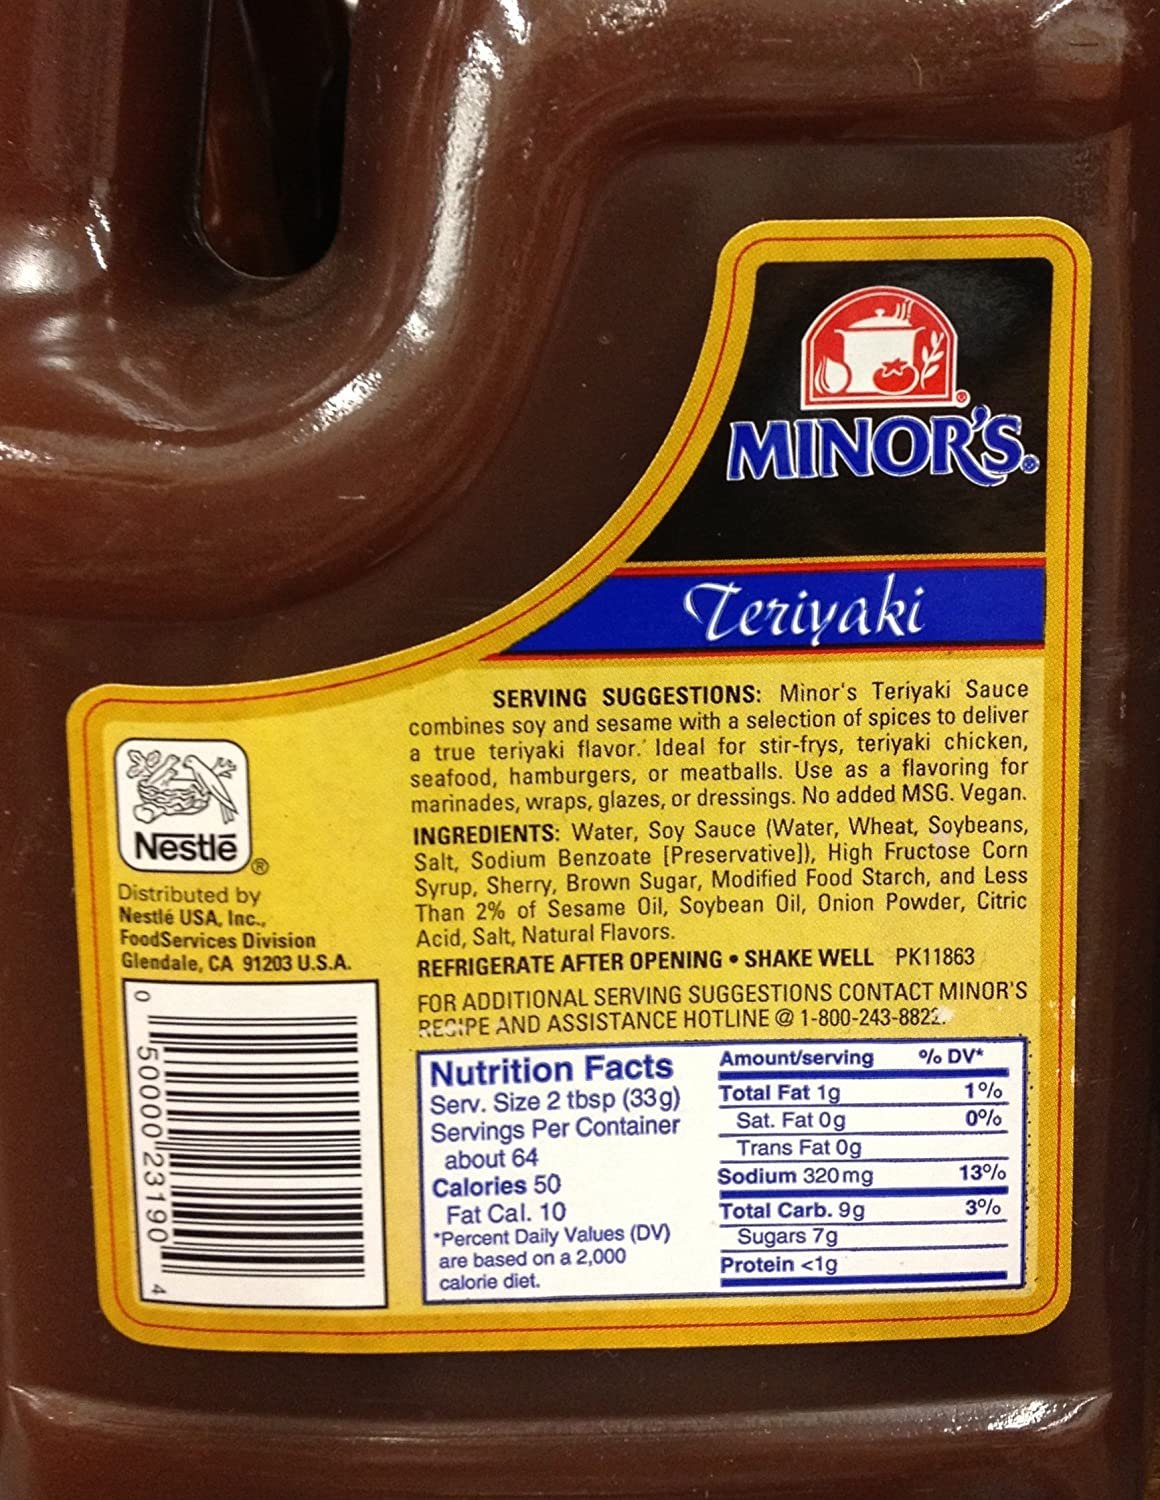 MINOR'S®
Teriyaki
SERVING SUGGESTIONS: Minor's Teriyaki Sauce
combines soy and sesame with a selection of spices to deliver
a true teriyaki flavor. Ideal for stir-frys, teriyaki chicken,
seafood, hamburgers, or meatballs. Use as a flavoring for
marinades, wraps, glazes, or dressings. No added MSG. Vegan.
INGREDIENTS: Water, Soy Sauce (Water, Wheat, Soybeans,
Salt, Sodium Benzoate [Preservative]), High Fructose Corn
Syrup, Sherry, Brown Sugar, Modified Food Starch, and Less
Than 2% of Sesame Oil, Soybean Oil, Onion Powder, Citric
Acid, Salt, Natural Flavors.
REFRIGERATE AFTER OPENING • SHAKE WELL PK11863
FOR ADDITIONAL SERVING SUGGESTIONS CONTACT MINOR'S
RECIPE AND ASSISTANCE HOTLINE @ 1-800-243-8822.
Nestlé®
Distributed by
Nestlé USA, Inc.,
FoodServices Division
Glendale, CA 91203 U.S.A.
0 50000 23190 4
Nutrition Facts
Serv. Size 2 tbsp (33g)
Servings Per Container
about 64
Calories 50
Fat Cal. 10
*Percent Daily Values (DV)
are based on a 2,000
calorie diet.
Amount/serving % DV*
Total Fat 1g 1%
Sat. Fat 0g 0%
Trans Fat 0g
Sodium 320mg 13%
Total Carb. 9g 3%
Sugars 7g
Protein <1g